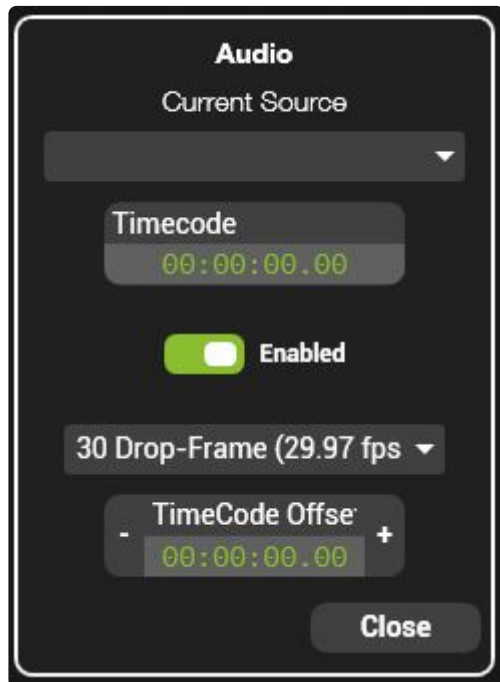 Audio
Current Source
Timecode
00:00:00.00
Enabled
30 Drop-Frame (29.97 fps
- TimeCode Offse +
00:00:00.00
Close